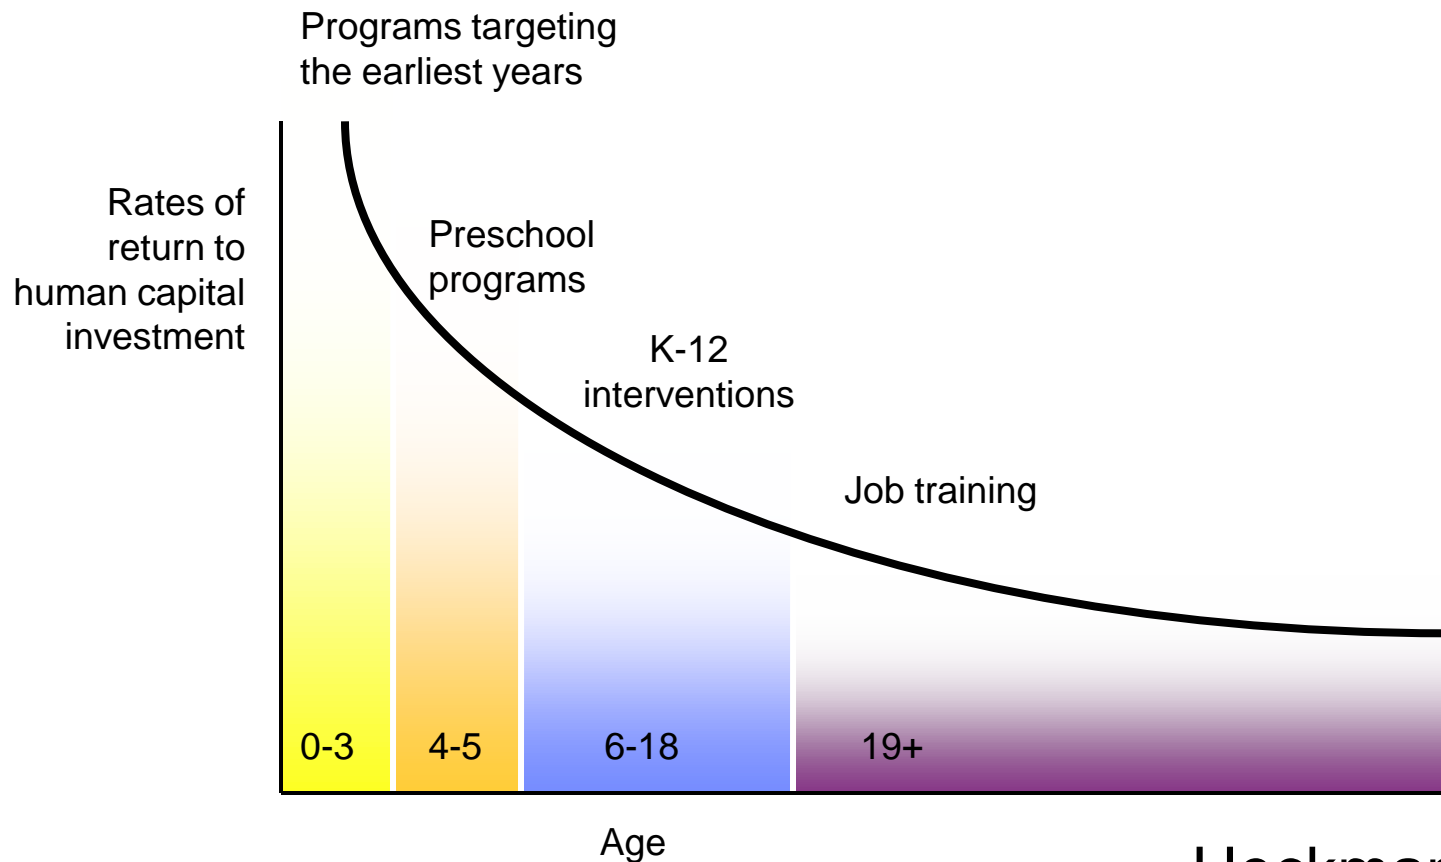 Programs targeting
the earliest years
Rates of
return to
human capital
investment
Preschool
programs
K-12
interventions
Job training
0-3
4-5
6-18
19+
Age